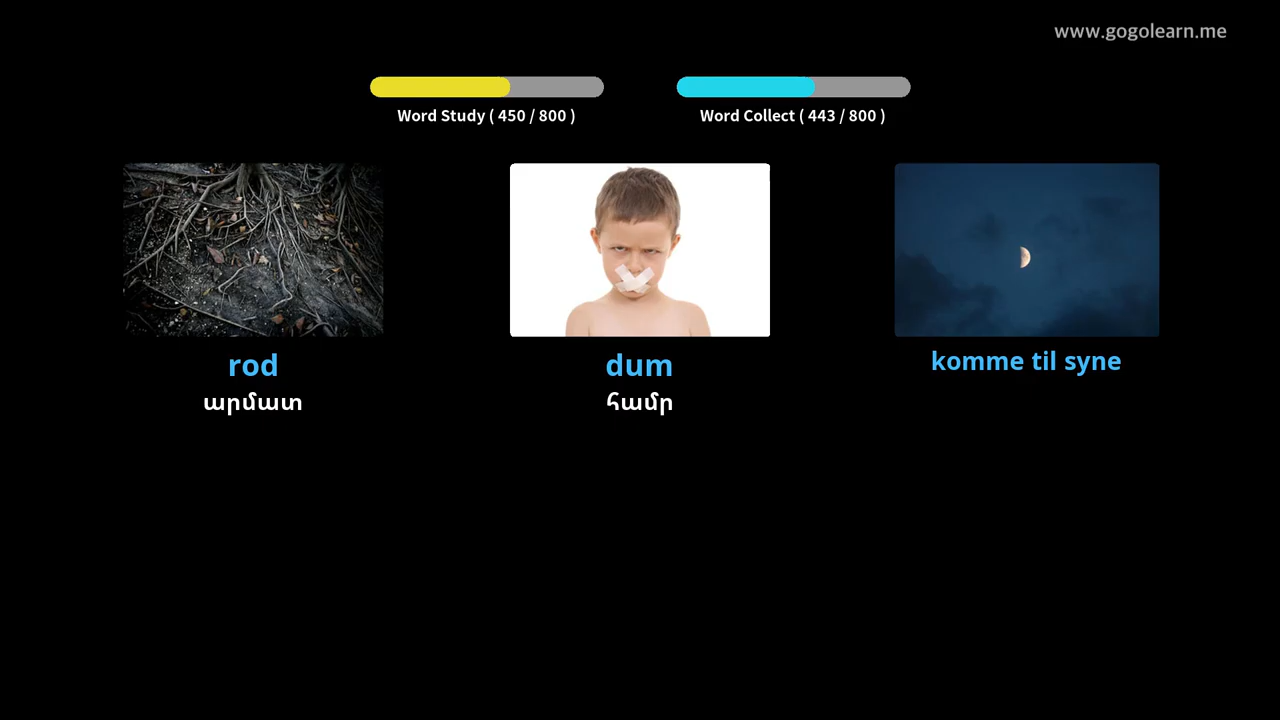 www.gogolearn.me
Word Study ( 450 / 800 )
Word Collect ( 443 / 800 )
rod
dum
komme til syne
արմատ
համր